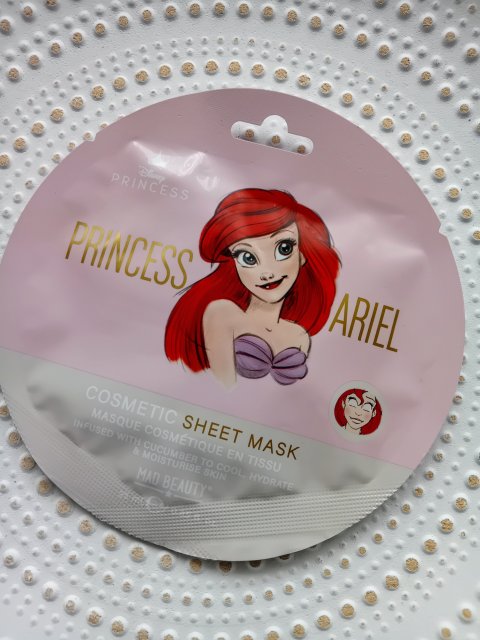 Disney
PRINCESS
PRINCESS
ARIEL
COSMETIC SHEET MASK
MASQUE COSMÉTIQUE EN TISSU
INFUSED WITH CUCUMBER TO COOL, HYDRATE
& MOISTURISE SKIN
MAD BEAUTY